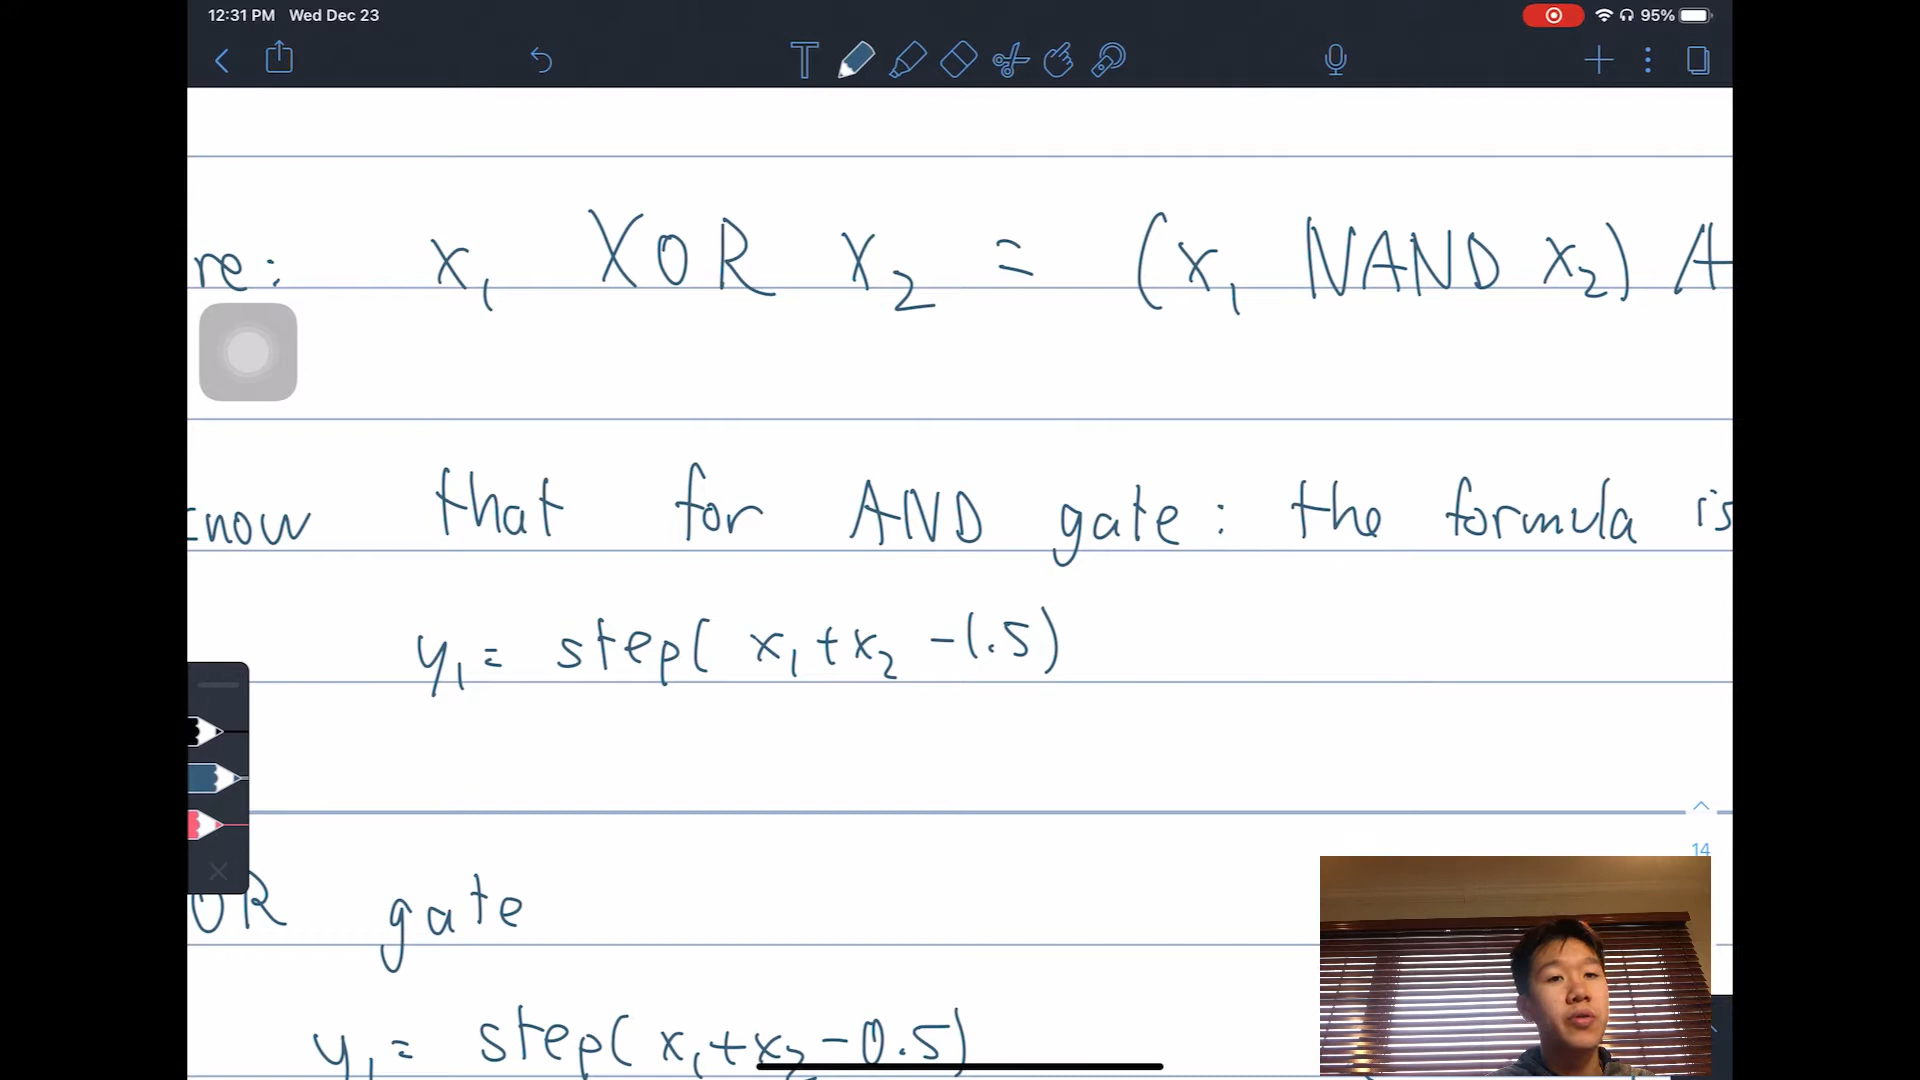 12:31 PM Wed Dec 23
95%
T
re: x₁ XOR x₂ = (x₁ NAND x₂) A
know that for AND gate: the formula is
y₁ = step( x₁+x₂ -1.5)
14
OR gate
y₁ = step( x₁+x₂ - 0.5)